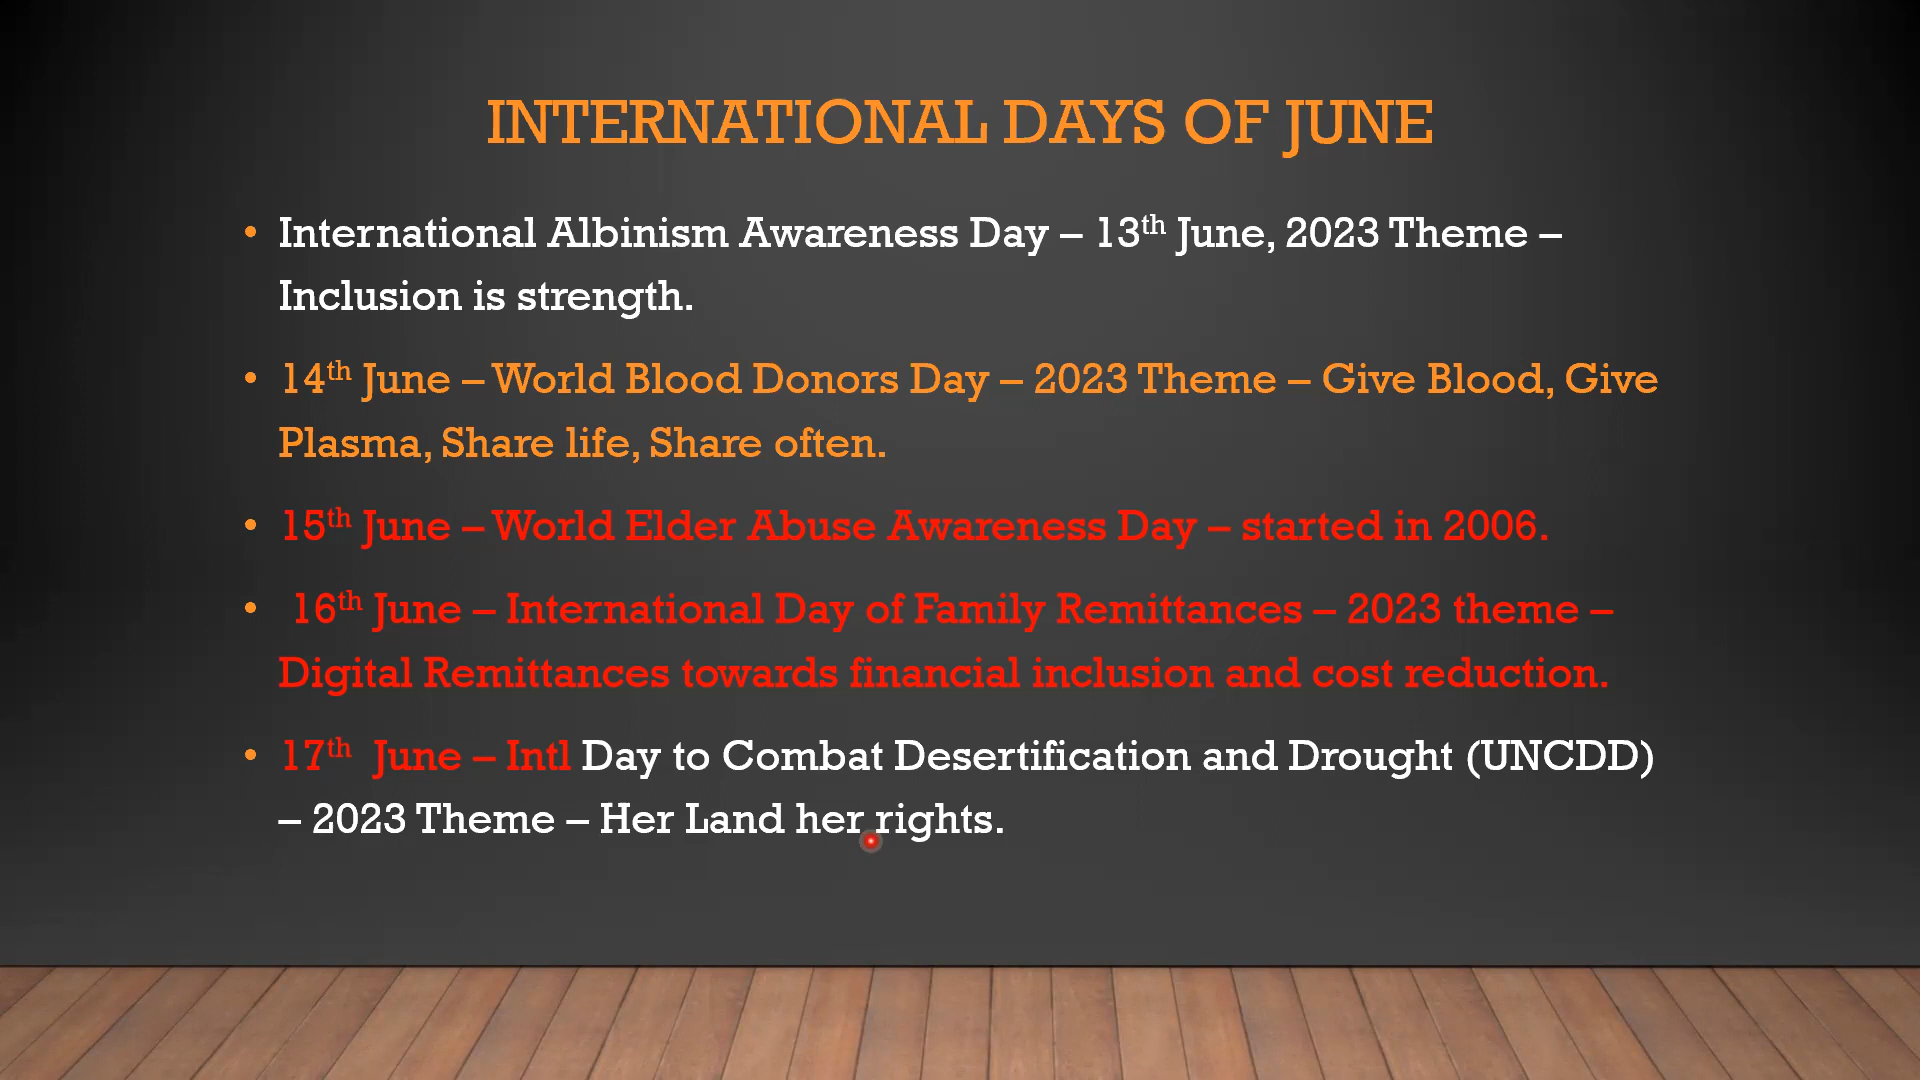 INTERNATIONAL DAYS OF JUNE
• International Albinism Awareness Day – 13th June, 2023 Theme –
Inclusion is strength.
• 14th June – World Blood Donors Day – 2023 Theme – Give Blood, Give
Plasma, Share life, Share often.
• 15th June – World Elder Abuse Awareness Day – started in 2006.
• 16th June – International Day of Family Remittances – 2023 theme –
Digital Remittances towards financial inclusion and cost reduction.
• 17th June – Intl Day to Combat Desertification and Drought (UNCDD)
– 2023 Theme – Her Land her rights.